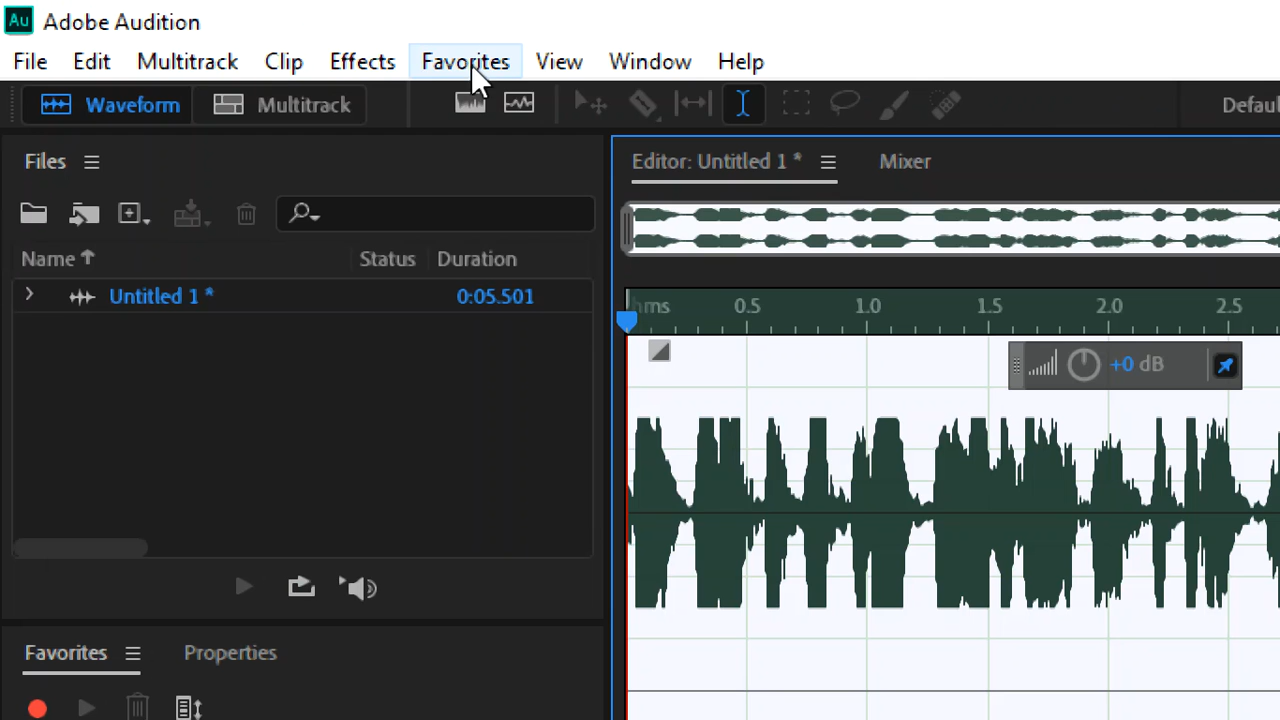 Au Adobe Audition
File Edit Multitrack Clip Effects Favorites View Window Help
Waveform Multitrack Defaul
Files
Editor: Untitled 1 * Mixer
Name Status Duration
Untitled 1 * 0:05.501
hms 0.5 1.0 1.5 2.0 2.5
+0 dB
Favorites Properties